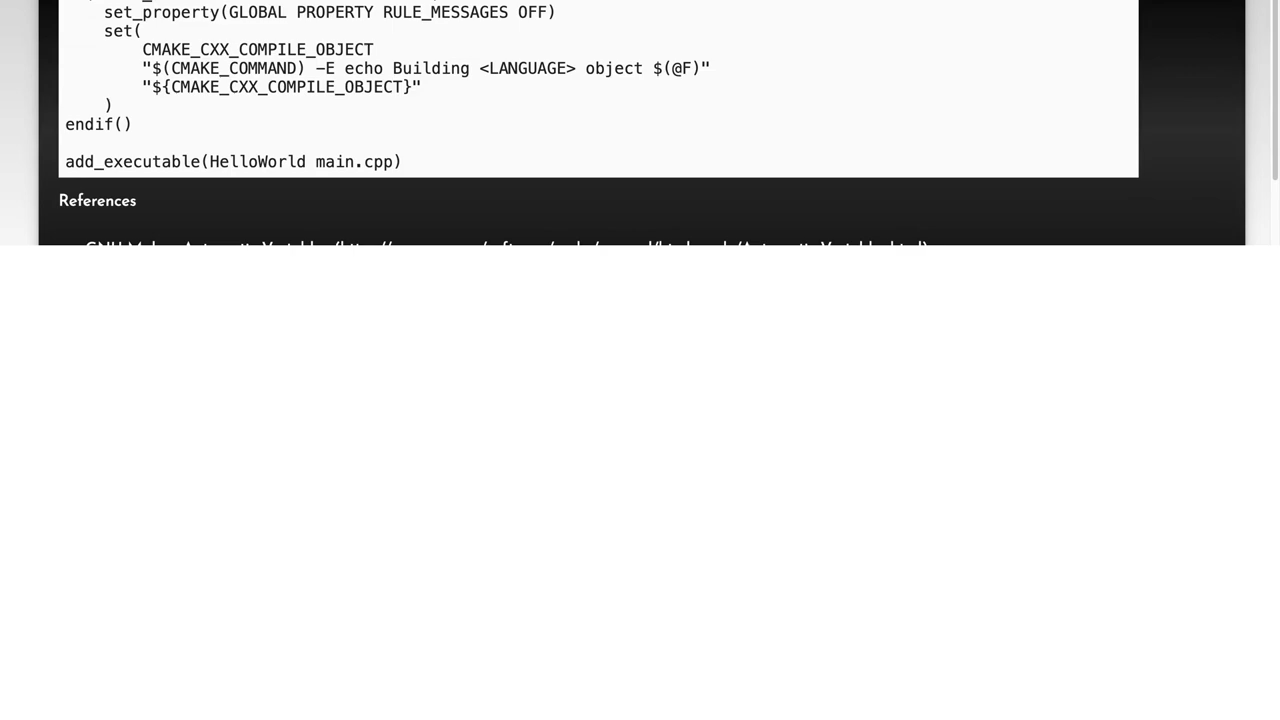 set_property(GLOBAL PROPERTY RULE_MESSAGES OFF)
set(
CMAKE_CXX_COMPILE_OBJECT
"$(CMAKE_COMMAND) -E echo Building <LANGUAGE> object $(@F)"
"${CMAKE_CXX_COMPILE_OBJECT}"
)
endif()
add_executable(HelloWorld main.cpp)
References